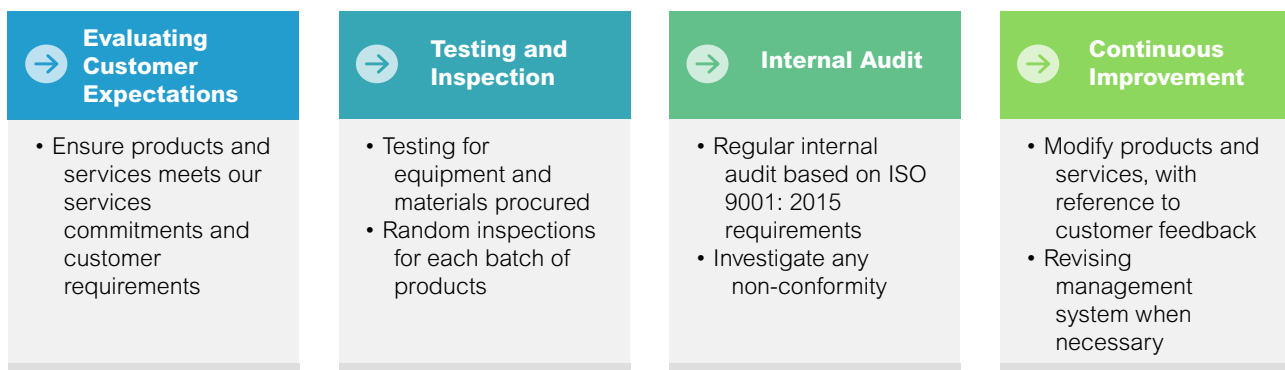 Evaluating
Customer
Expectations
• Ensure products and
services meets our
services
commitments and
customer
requirements
Testing and
Inspection
• Testing for
equipment and
materials procured
• Random inspections
for each batch of
products
Internal Audit
• Regular internal
audit based on ISO
9001: 2015
requirements
• Investigate any
non-conformity
Continuous
Improvement
• Modify products and
services, with
reference to
customer feedback
• Revising
management
system when
necessary